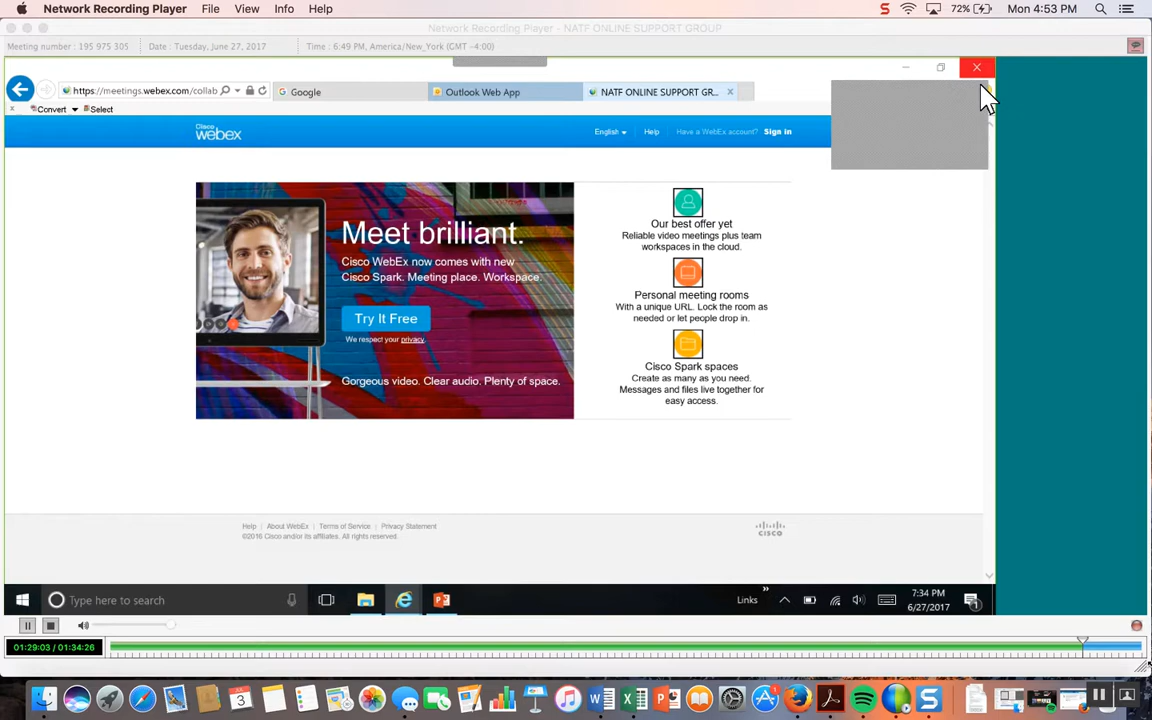 Network Recording Player File View Info Help
72% Mon 4:53 PM
Network Recording Player - NATF ONLINE SUPPORT GROUP
Meeting number : 195 975 305 Date : Tuesday, June 27, 2017 Time : 6:49 PM, America/New_York (GMT -4:00)
https://meetings.webex.com/collab Google Outlook Web App NATF ONLINE SUPPORT GR...
Convert Select
Cisco webex English Help Have a WebEx account? Sign in
Meet brilliant.
Cisco WebEx now comes with new
Cisco Spark. Meeting place. Workspace.
Try It Free
We respect your privacy.
Gorgeous video. Clear audio. Plenty of space.
Our best offer yet
Reliable video meetings plus team
workspaces in the cloud.
Personal meeting rooms
With a unique URL. Lock the room as
needed or let people drop in.
Cisco Spark spaces
Create as many as you need.
Messages and files live together for
easy access.
Help About WebEx Terms of Service Privacy Statement
©2016 Cisco and/or its affiliates. All rights reserved.
cisco
Type here to search Links 7:34 PM
6/27/2017
1
01:29:03 / 01:34:26
3